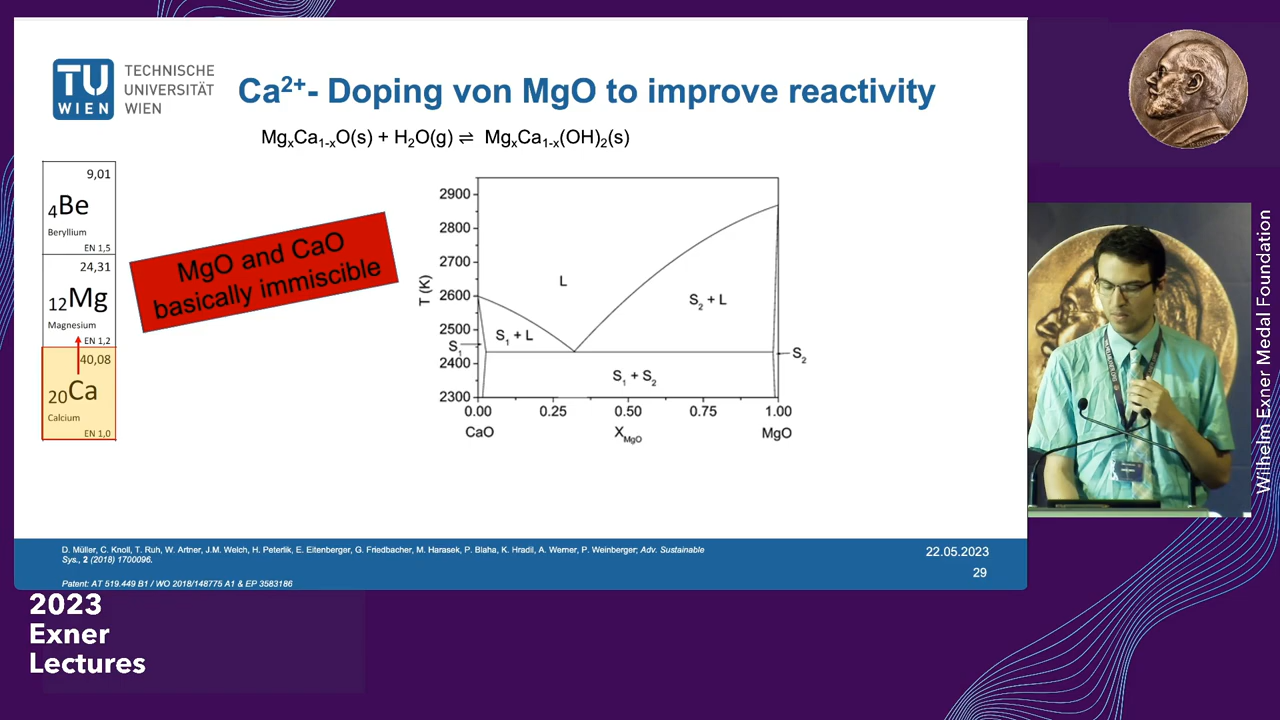 TU
WIEN
TECHNISCHE
UNIVERSITÄT
WIEN
Ca²⁺- Doping von MgO to improve reactivity
MgₓCa₁₋ₓO(s) + H₂O(g) ⇌ MgₓCa₁₋ₓ(OH)₂(s)
9,01
₄Be
Beryllium
EN 1,5
24,31
₁₂Mg
Magnesium
EN 1,2
40,08
₂₀Ca
Calcium
EN 1,0
MgO and CaO
basically immiscible
T (K)
2900
2800
2700
2600
2500
2400
2300
L
S₂ + L
S₁ + L
S₁
S₂
S₁ + S₂
0.00 0.25 0.50 0.75 1.00
CaO X_MgO MgO
D. Müller, C. Knoll, T. Ruh, W. Artner, J.M. Welch, H. Peterlik, E. Eitenberger, G. Friedbacher, M. Harasek, P. Blaha, K. Hradil, A. Werner, P. Weinberger; Adv. Sustainable
Sys., 2 (2018) 1700096.
Patent: AT 519.449 B1 / WO 2018/148775 A1 & EP 3583186
22.05.2023
29
Wilhelm Exner Medal Foundation
2023
Exner
Lectures